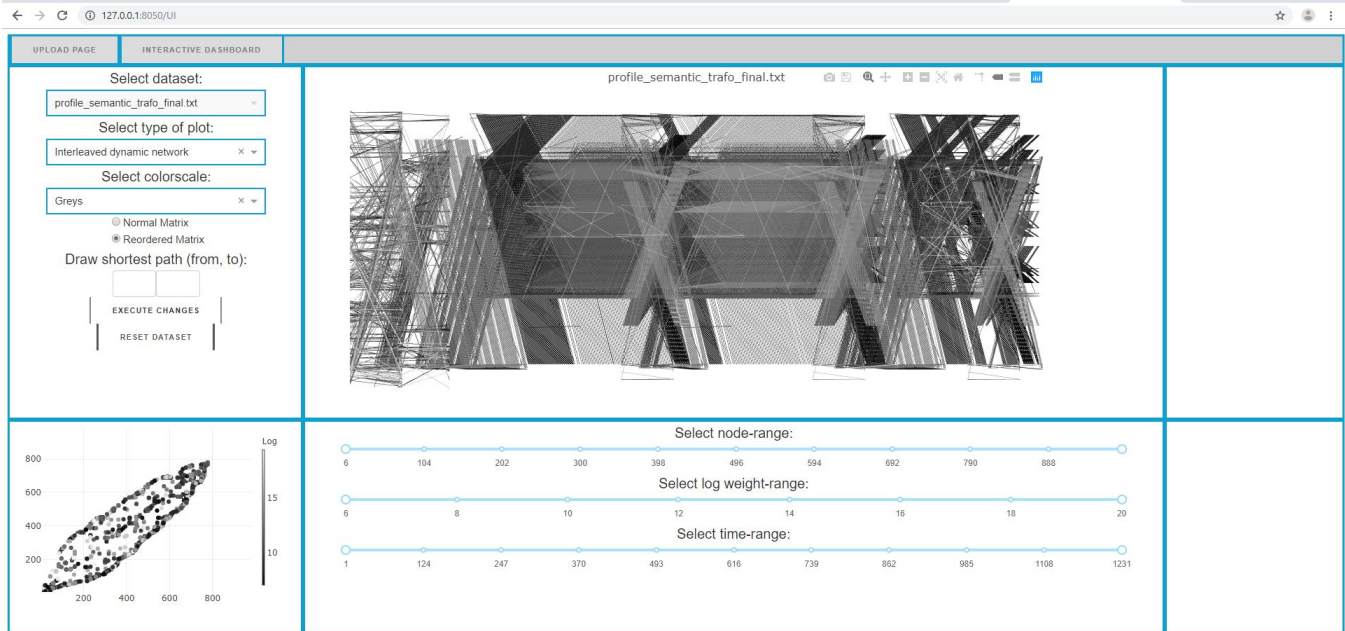 127.0.0.1:8050/UI
UPLOAD PAGE INTERACTIVE DASHBOARD
Select dataset:
profile_semantic_trafo_final.txt
Select type of plot:
Interleaved dynamic network
Select colorscale:
Greys
Normal Matrix
Reordered Matrix
Draw shortest path (from, to):
EXECUTE CHANGES
RESET DATASET
profile_semantic_trafo_final.txt
Log
800
600
400
200
15
10
200 400 600 800
Select node-range:
6 104 202 300 398 496 594 692 790 888
Select log weight-range:
6 8 10 12 14 16 18 20
Select time-range:
1 124 247 370 493 616 739 862 985 1108 1231